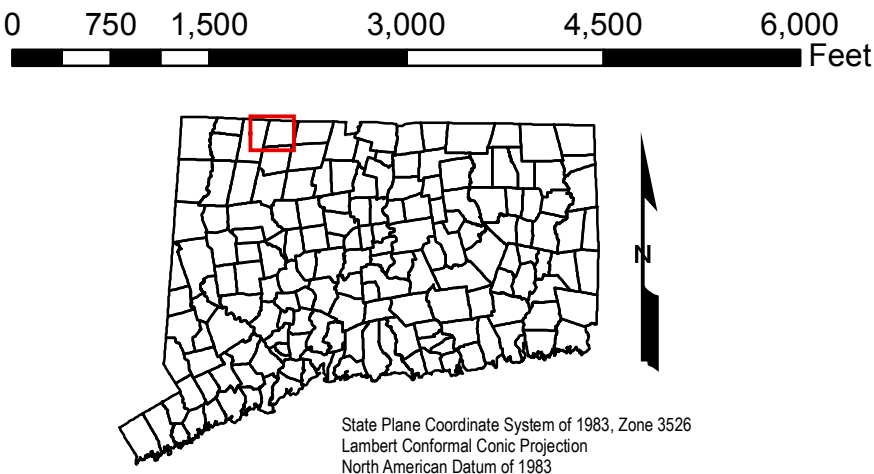 0 750 1,500 3,000 4,500 6,000
Feet
N
State Plane Coordinate System of 1983, Zone 3526
Lambert Conformal Conic Projection
North American Datum of 1983